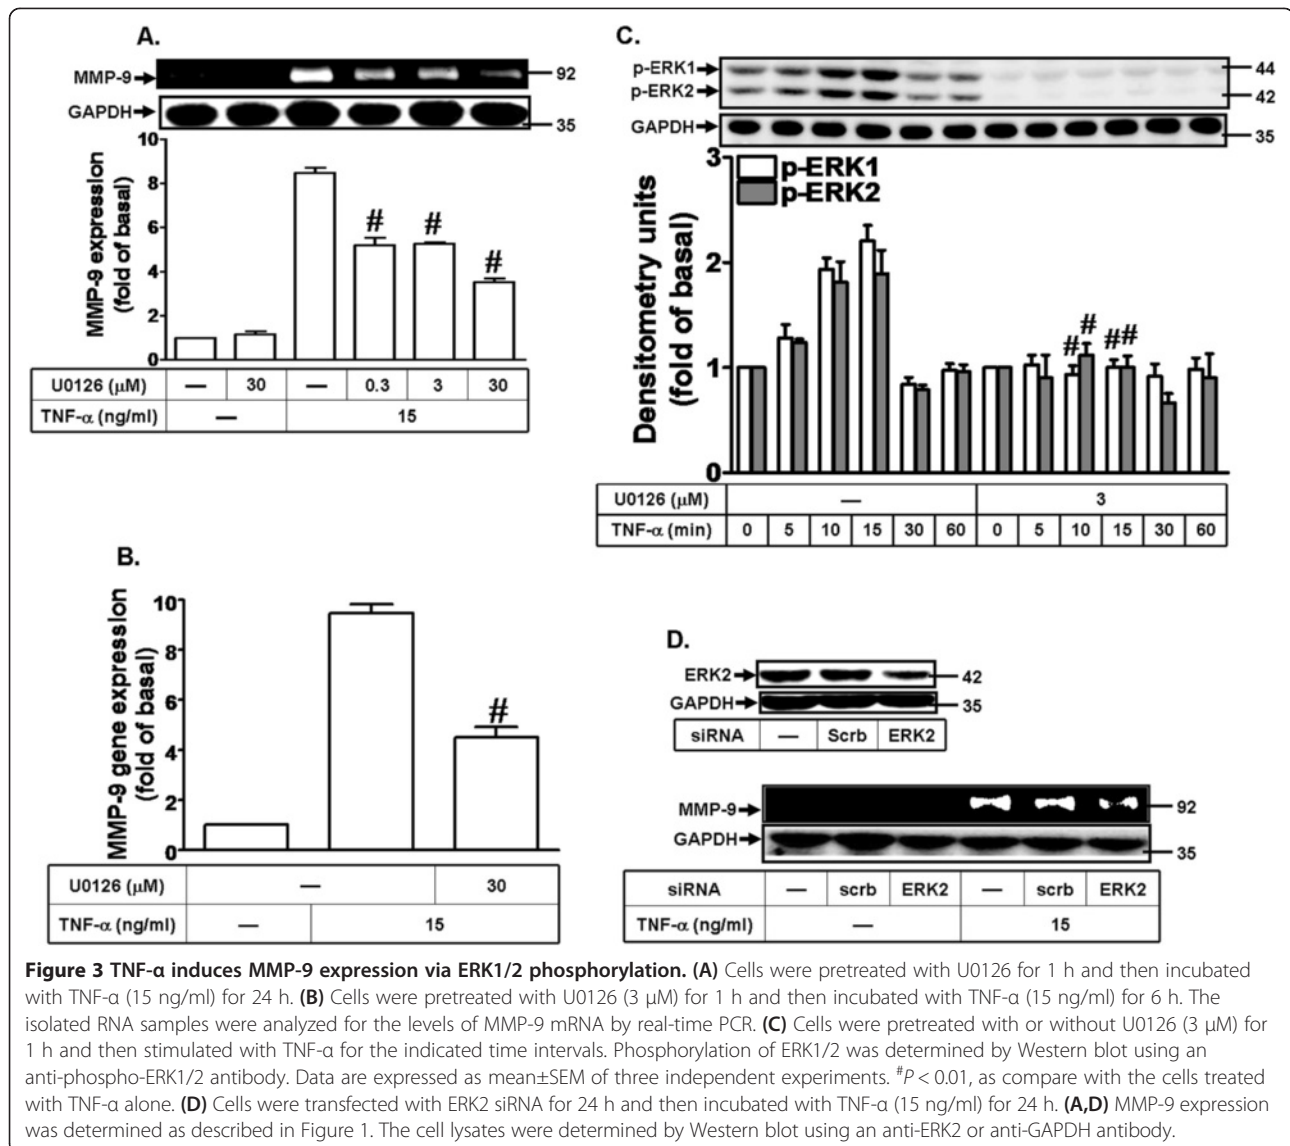 A.
MMP-9
92
GAPDH
35
10
8
6
4
2
0
MMP-9 expression
(fold of basal)
#
#
#
U0126 (µM) — 30 — 0.3 3 30
TNF-α (ng/ml) — 15
B.
10
8
6
4
2
0
MMP-9 gene expression
(fold of basal)
#
U0126 (µM) — 30
TNF-α (ng/ml) — 15
C.
p-ERK1
44
p-ERK2
42
GAPDH
35
3
2
1
0
p-ERK1
p-ERK2
Densitometry units
(fold of basal)
#
# ##
U0126 (µM) — 3
TNF-α (min) 0 5 10 15 30 60 0 5 10 15 30 60
D.
ERK2
42
GAPDH
35
siRNA — Scrb ERK2
MMP-9
92
GAPDH
35
siRNA — scrb ERK2 — scrb ERK2
TNF-α (ng/ml) — 15
Figure 3 TNF-α induces MMP-9 expression via ERK1/2 phosphorylation. (A) Cells were pretreated with U0126 for 1 h and then incubated
with TNF-α (15 ng/ml) for 24 h. (B) Cells were pretreated with U0126 (3 μM) for 1 h and then incubated with TNF-α (15 ng/ml) for 6 h. The
isolated RNA samples were analyzed for the levels of MMP-9 mRNA by real-time PCR. (C) Cells were pretreated with or without U0126 (3 μM) for
1 h and then stimulated with TNF-α for the indicated time intervals. Phosphorylation of ERK1/2 was determined by Western blot using an
anti-phospho-ERK1/2 antibody. Data are expressed as mean±SEM of three independent experiments. #P < 0.01, as compare with the cells treated
with TNF-α alone. (D) Cells were transfected with ERK2 siRNA for 24 h and then incubated with TNF-α (15 ng/ml) for 24 h. (A,D) MMP-9 expression
was determined as described in Figure 1. The cell lysates were determined by Western blot using an anti-ERK2 or anti-GAPDH antibody.